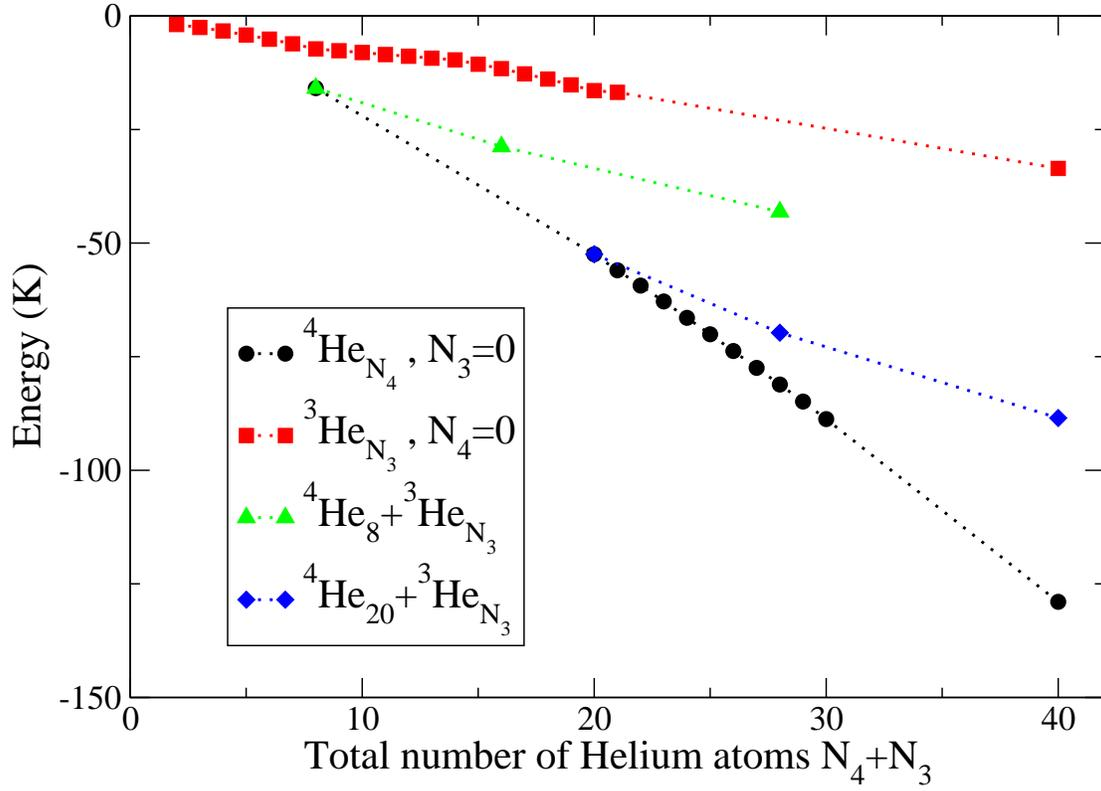 0
-50
-100
-150
Energy (K)
⁴He_N₄ , N₃=0
³He_N₃ , N₄=0
⁴He₈+³He_N₃
⁴He₂₀+³He_N₃
0 10 20 30 40
Total number of Helium atoms N₄+N₃